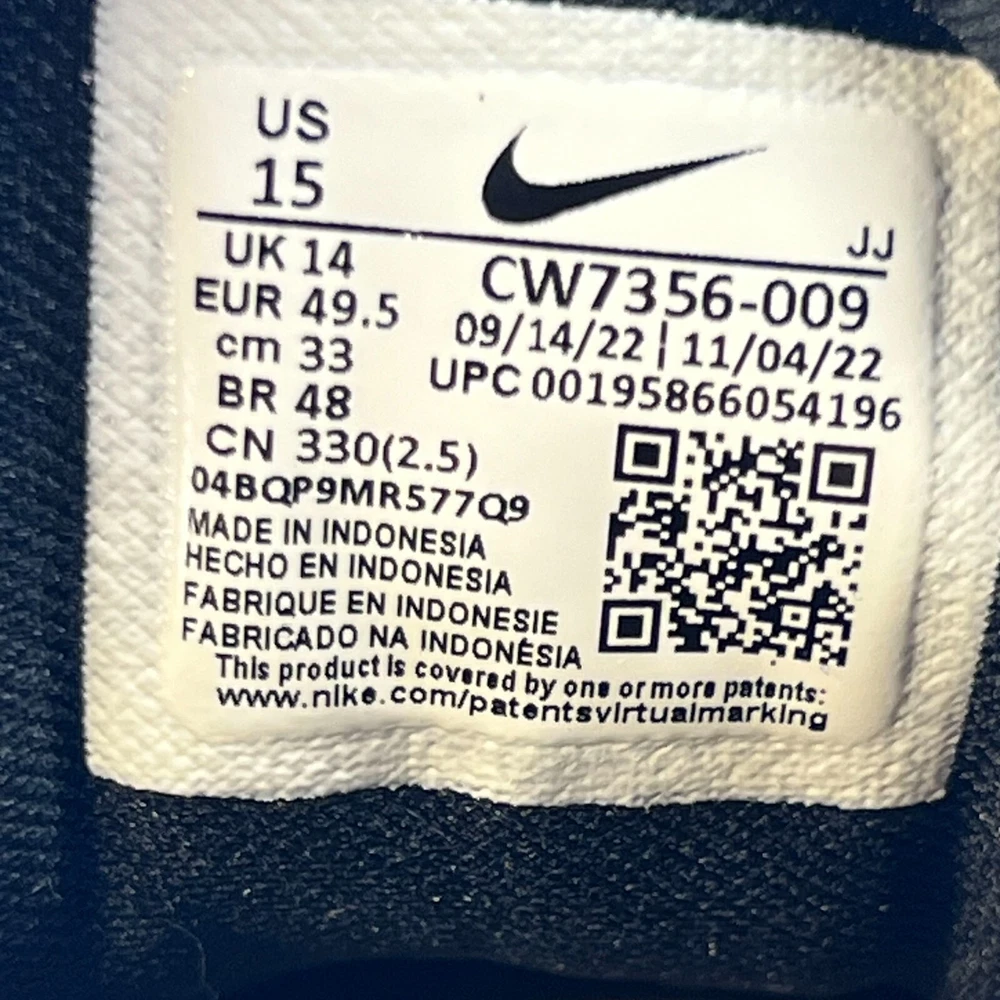 US
15
JJ
UK 14
EUR 49.5
cm 33
BR 48
CN 330(2.5)
CW7356-009
09/14/22 | 11/04/22
UPC 00195866054196
04BQP9MR577Q9
MADE IN INDONESIA
HECHO EN INDONESIA
FABRIQUE EN INDONESIE
FABRICADO NA INDONÉSIA
This product is covered by one or more patents:
www.nike.com/patentsvirtualmarking